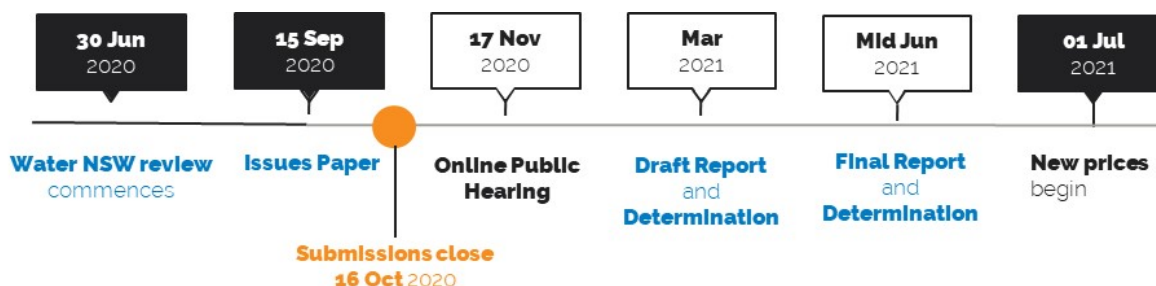 30 Jun
2020
15 Sep
2020
17 Nov
2020
Mar
2021
Mid Jun
2021
01 Jul
2021
Water NSW review
commences
Issues Paper
Submissions close
16 Oct 2020
Online Public
Hearing
Draft Report
and
Determination
Final Report
and
Determination
New prices
begin